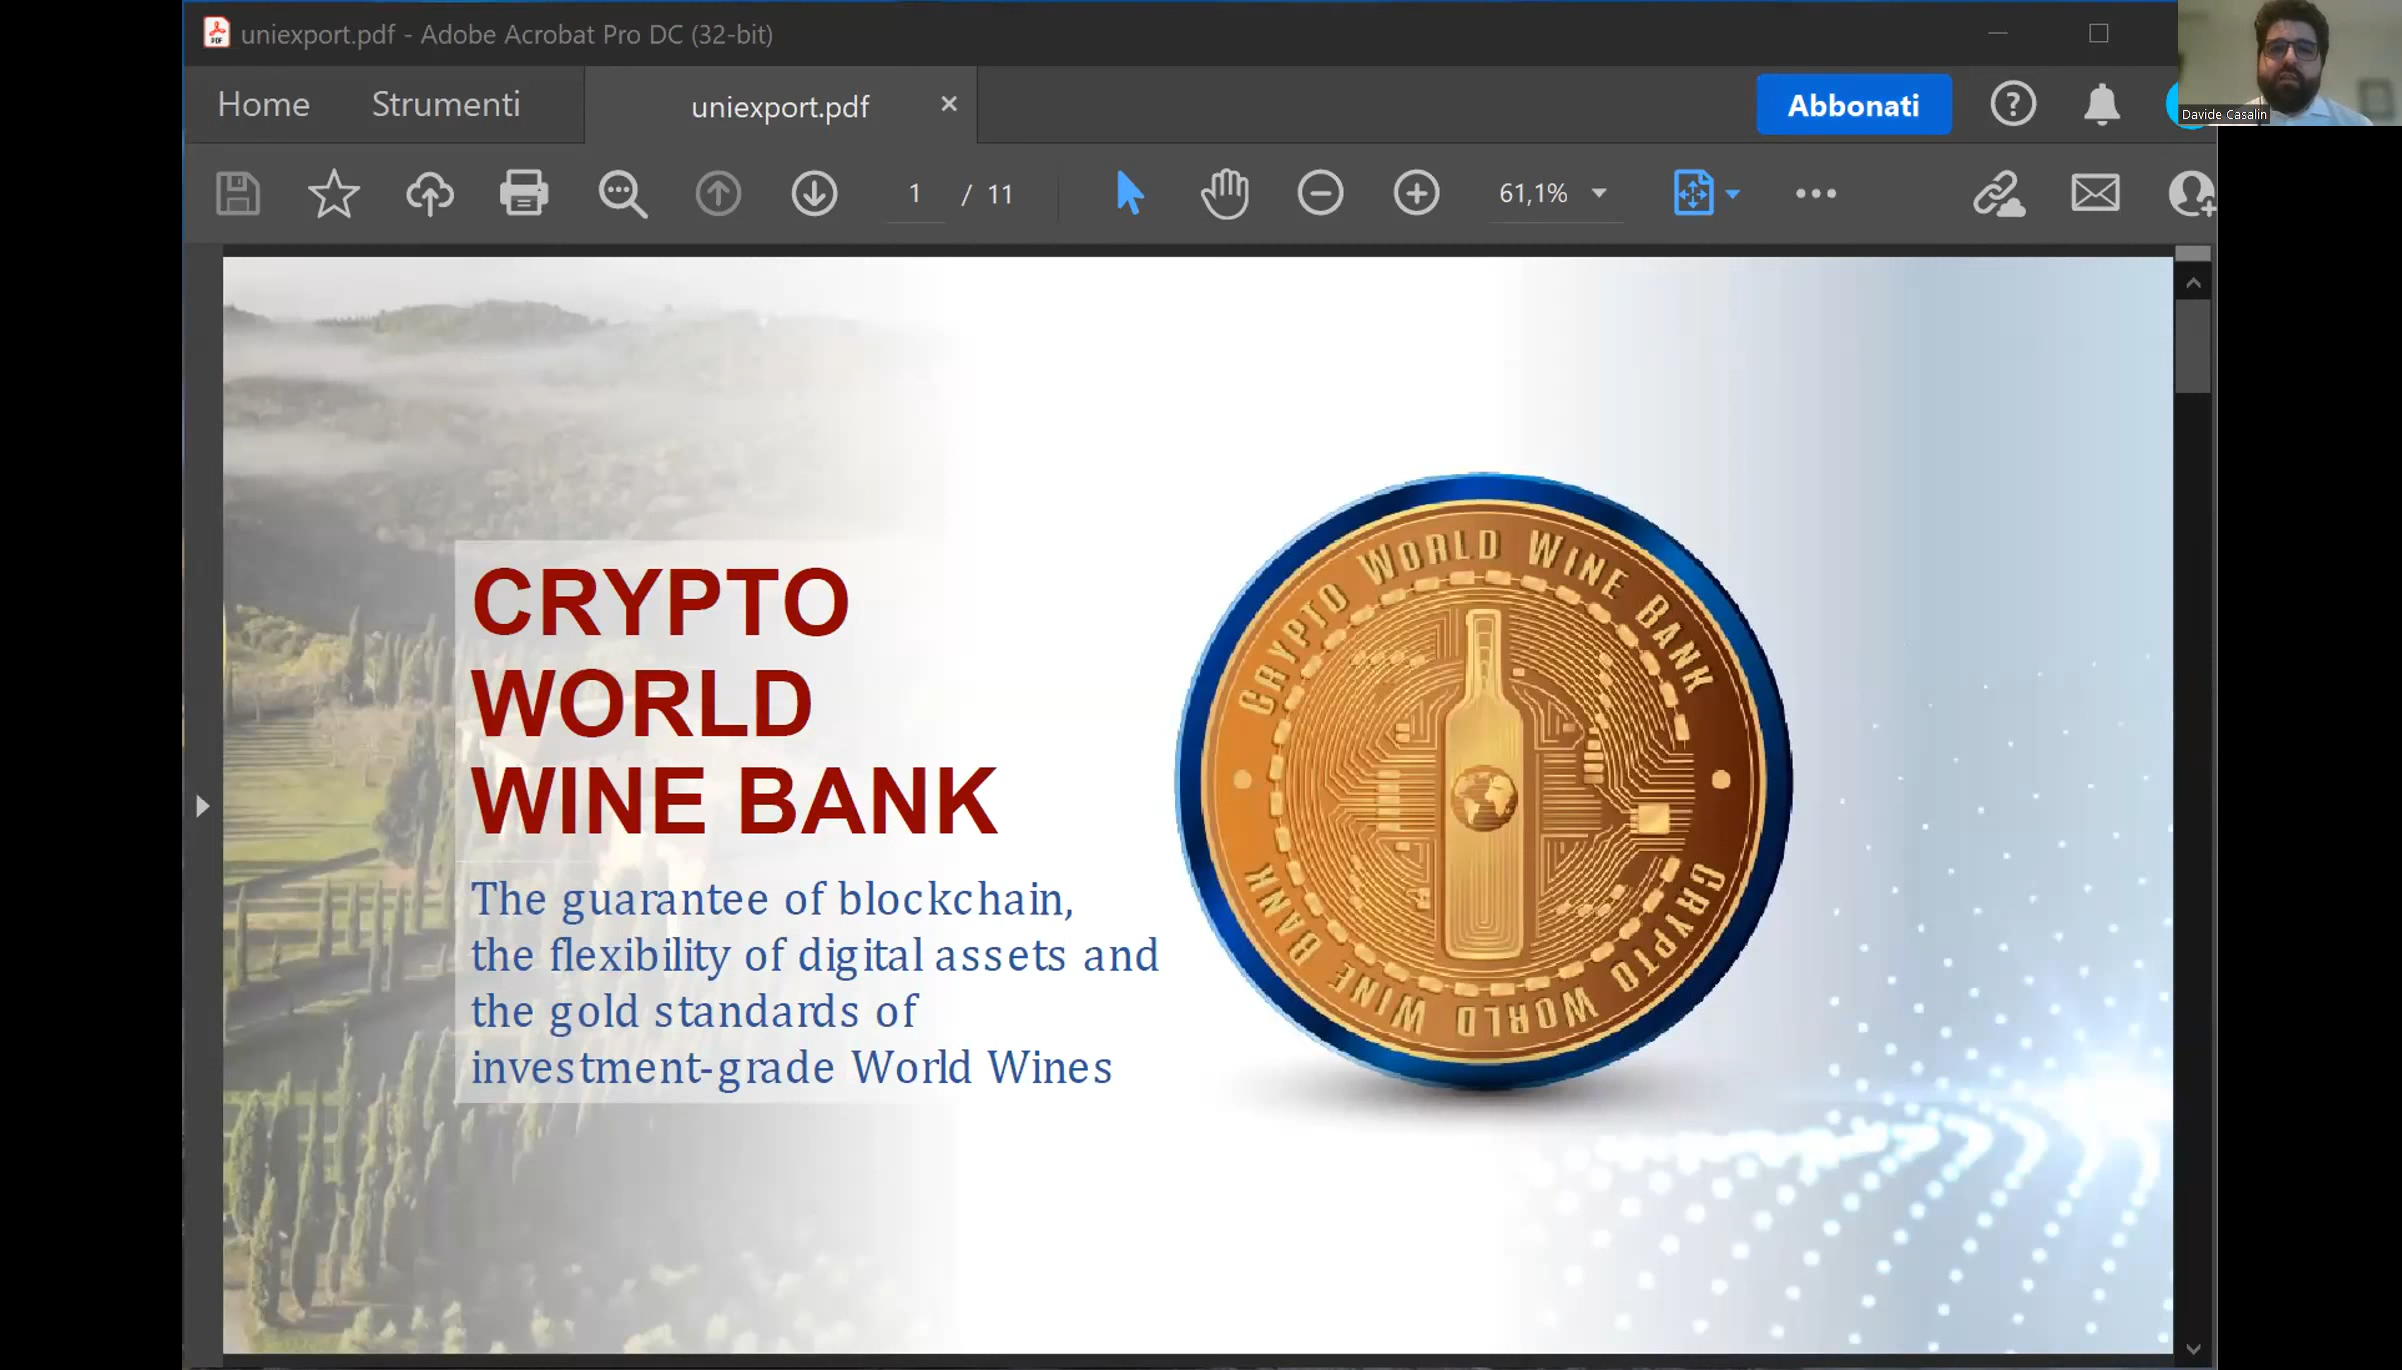 uniexport.pdf - Adobe Acrobat Pro DC (32-bit)
Home Strumenti uniexport.pdf
Abbonati
Davide Casalin
1 / 11 61,1%
CRYPTO
WORLD
WINE BANK
The guarantee of blockchain,
the flexibility of digital assets and
the gold standards of
investment-grade World Wines
CRYPTO WORLD WINE BANK
CRYPTO WORLD WINE BANK